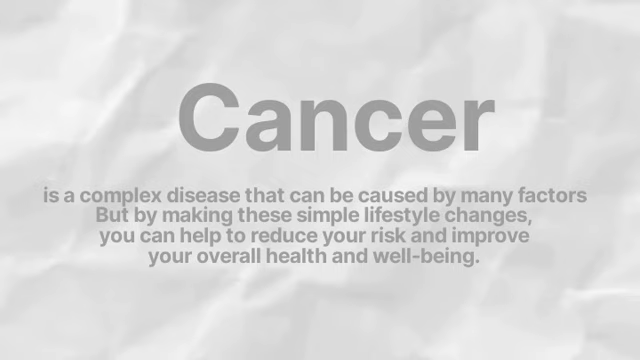 Cancer
is a complex disease that can be caused by many factors
But by making these simple lifestyle changes,
you can help to reduce your risk and improve
your overall health and well-being.